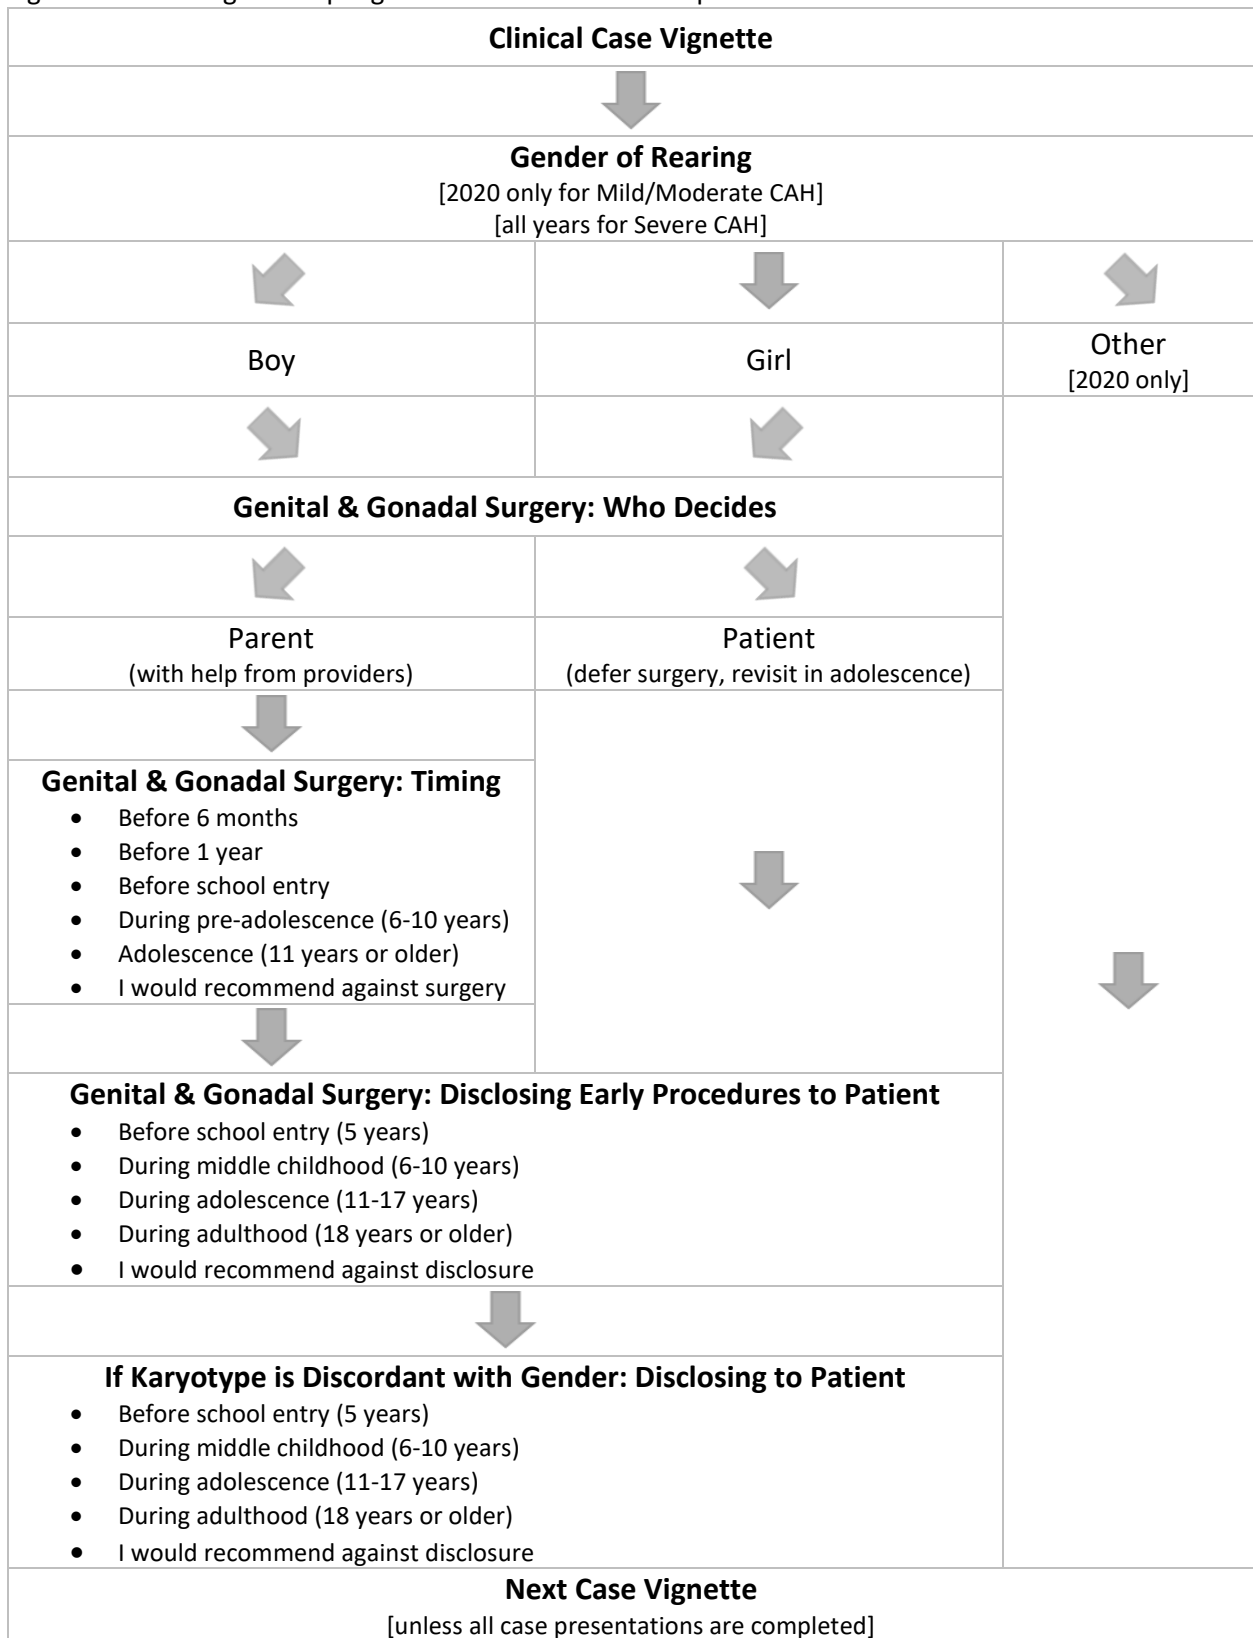 Clinical Case Vignette
Gender of Rearing
[2020 only for Mild/Moderate CAH]
[all years for Severe CAH]
Boy
Girl
Other
[2020 only]
Genital & Gonadal Surgery: Who Decides
Parent
(with help from providers)
Patient
(defer surgery, revisit in adolescence)
Genital & Gonadal Surgery: Timing
• Before 6 months
• Before 1 year
• Before school entry
• During pre-adolescence (6-10 years)
• Adolescence (11 years or older)
• I would recommend against surgery
Genital & Gonadal Surgery: Disclosing Early Procedures to Patient
• Before school entry (5 years)
• During middle childhood (6-10 years)
• During adolescence (11-17 years)
• During adulthood (18 years or older)
• I would recommend against disclosure
If Karyotype is Discordant with Gender: Disclosing to Patient
• Before school entry (5 years)
• During middle childhood (6-10 years)
• During adolescence (11-17 years)
• During adulthood (18 years or older)
• I would recommend against disclosure
Next Case Vignette
[unless all case presentations are completed]